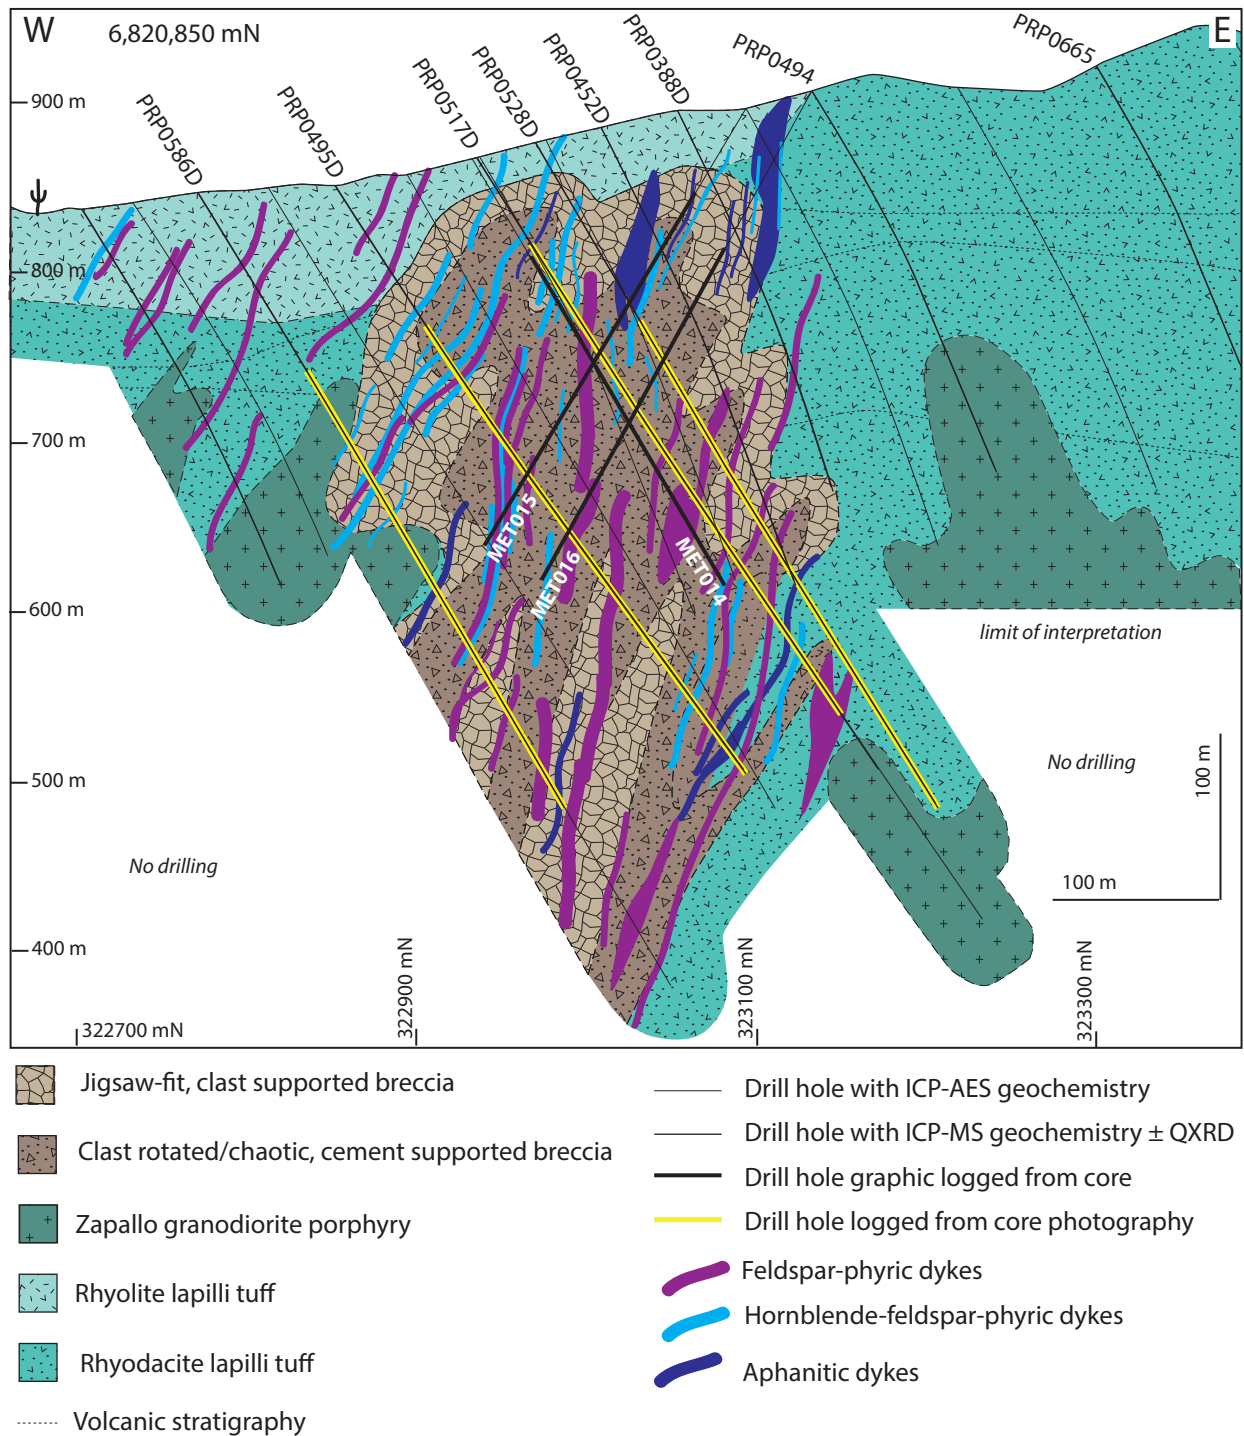 W
6,820,850 mN
E
PRP0586D
PRP0495D
PRP0517D
PRP0528D
PRP0452D
PRP0388D
PRP0494
PRP0665
900 m
ψ
800 m
700 m
600 m
500 m
400 m
MET015
MET016
MET014
limit of interpretation
No drilling
No drilling
100 m
100 m
322700 mN
322900 mN
323100 mN
323300 mN
Jigsaw-fit, clast supported breccia
Clast rotated/chaotic, cement supported breccia
Zapallo granodiorite porphyry
Rhyolite lapilli tuff
Rhyodacite lapilli tuff
Volcanic stratigraphy
Drill hole with ICP-AES geochemistry
Drill hole with ICP-MS geochemistry ± QXRD
Drill hole graphic logged from core
Drill hole logged from core photography
Feldspar-phyric dykes
Hornblende-feldspar-phyric dykes
Aphanitic dykes